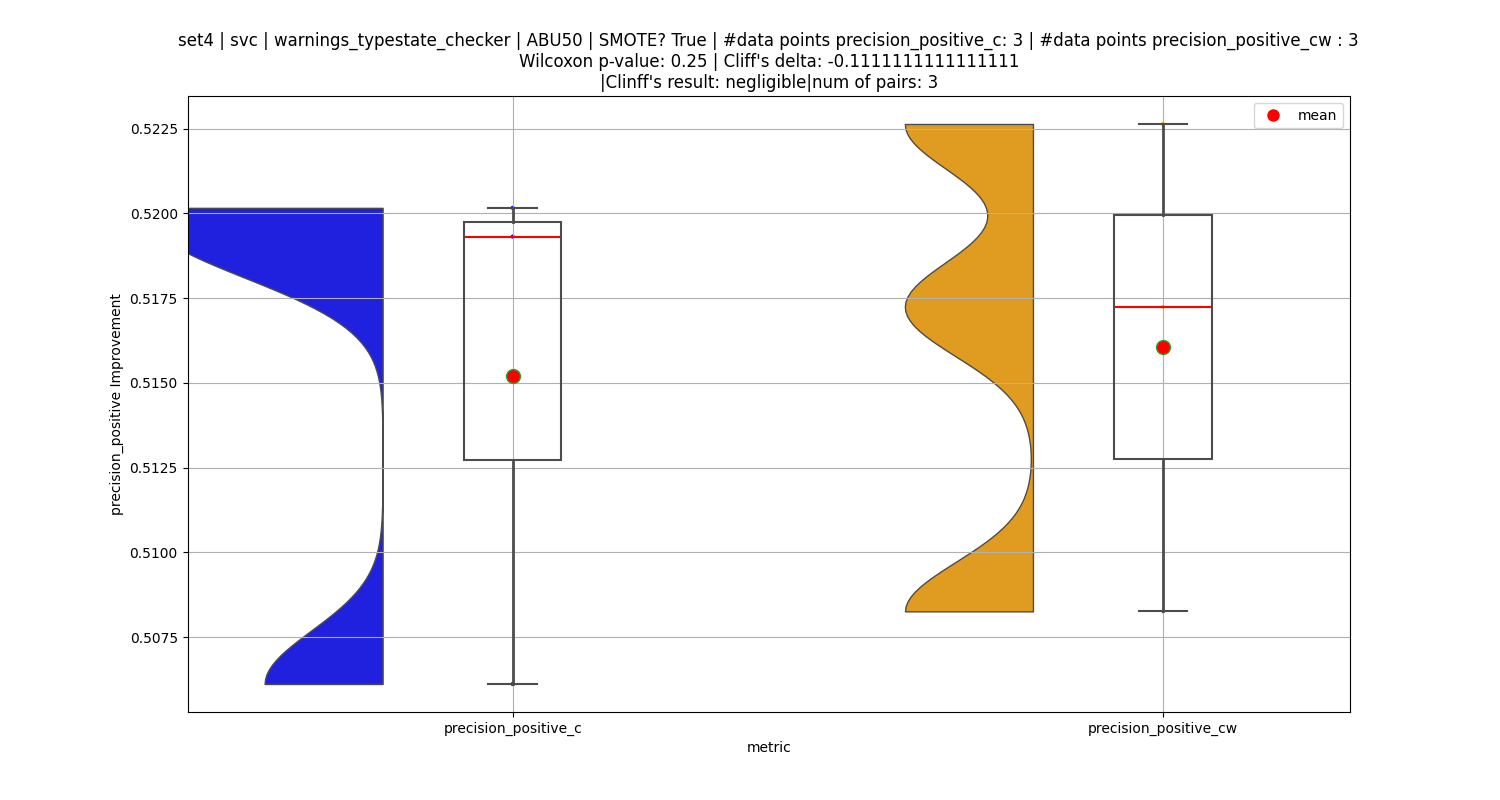 set4 | svc | warnings_typestate_checker | ABU50 | SMOTE? True | #data points precision_positive_c: 3 | #data points precision_positive_cw : 3
Wilcoxon p-value: 0.25 | Cliff's delta: -0.1111111111111111
|Clinff's result: negligible|num of pairs: 3
mean
0.5225
0.5200
0.5175
0.5150
0.5125
0.5100
0.5075
precision_positive Improvement
precision_positive_c
precision_positive_cw
metric